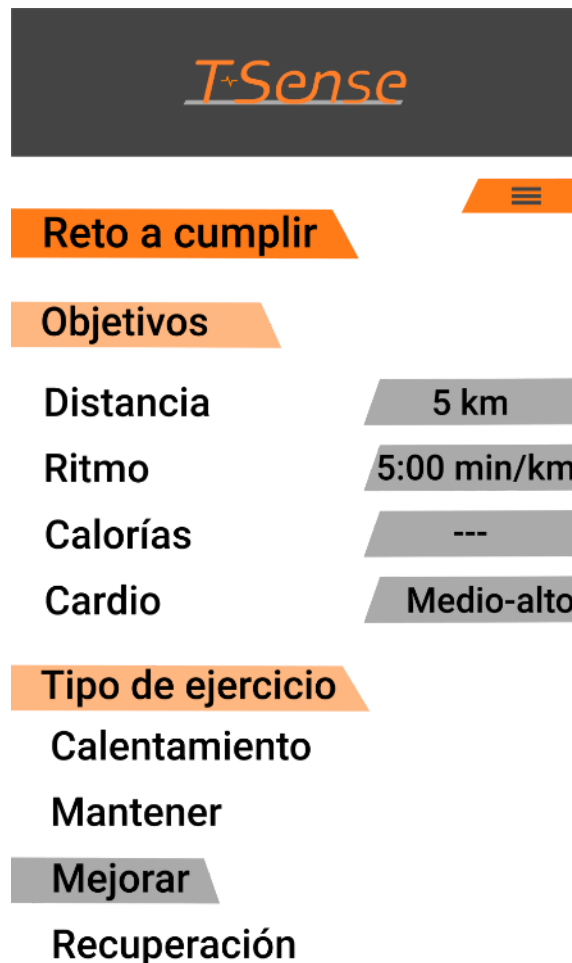 T-Sense
Reto a cumplir
Objetivos
Distancia 5 km
Ritmo 5:00 min/km
Calorías ---
Cardio Medio-alto
Tipo de ejercicio
Calentamiento
Mantener
Mejorar
Recuperación